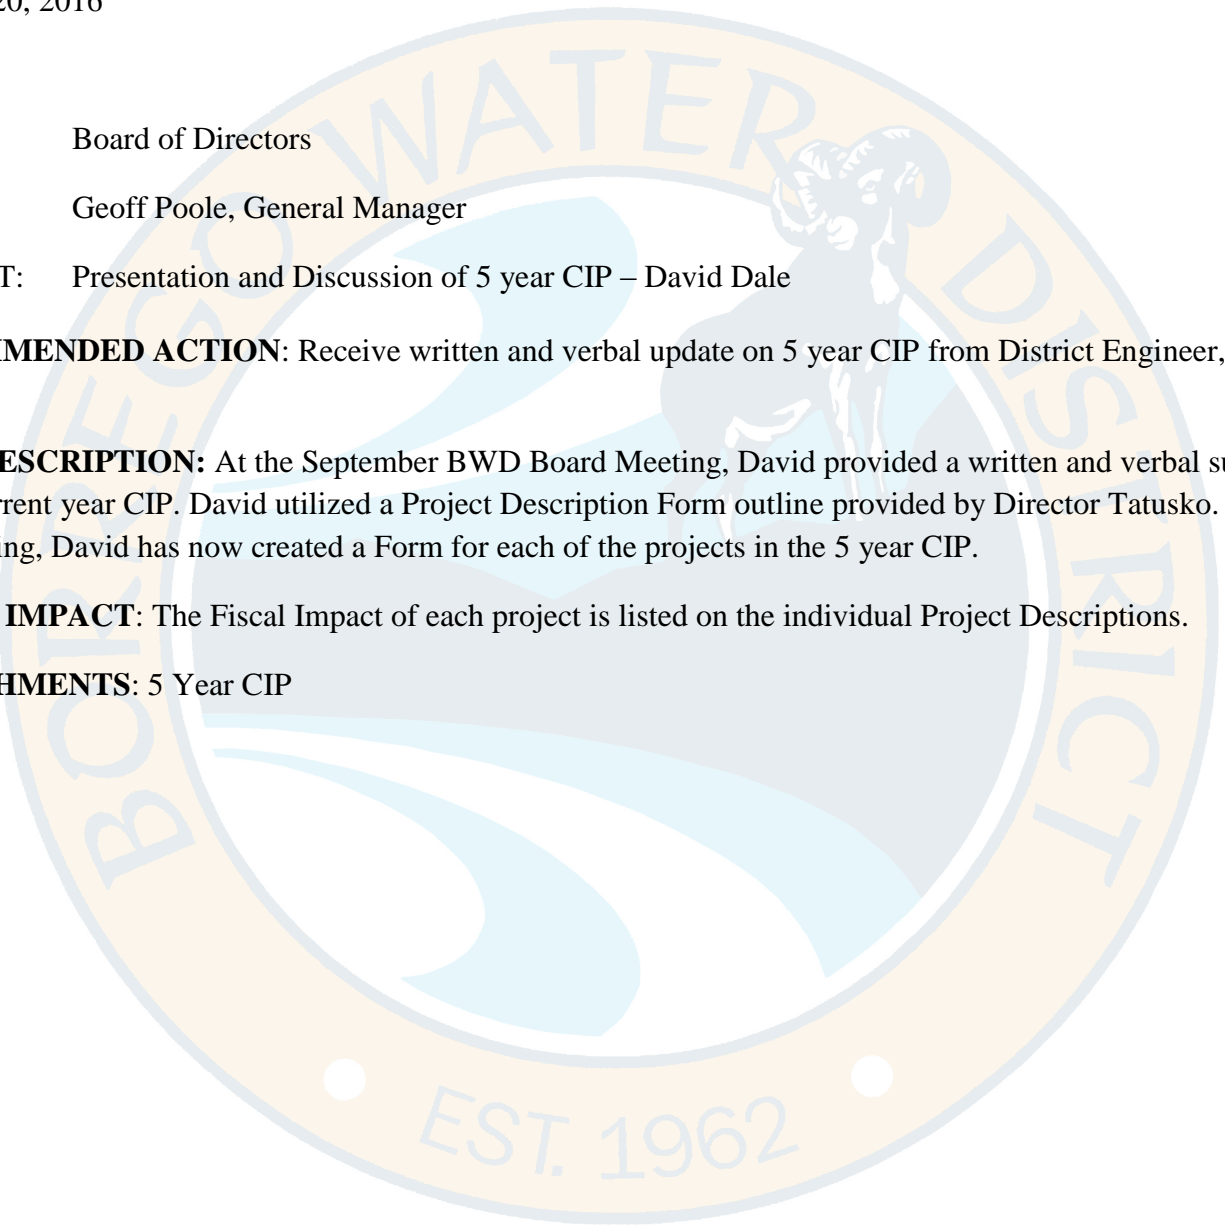 20, 2016
Board of Directors
Geoff Poole, General Manager
T: Presentation and Discussion of 5 year CIP – David Dale
MMENDED ACTION: Receive written and verbal update on 5 year CIP from District Engineer,
ESCRIPTION: At the September BWD Board Meeting, David provided a written and verbal su
rrent year CIP. David utilized a Project Description Form outline provided by Director Tatusko.
ing, David has now created a Form for each of the projects in the 5 year CIP.
IMPACT: The Fiscal Impact of each project is listed on the individual Project Descriptions.
HMENTS: 5 Year CIP
BORREGO WATER DISTRICT
EST. 1962